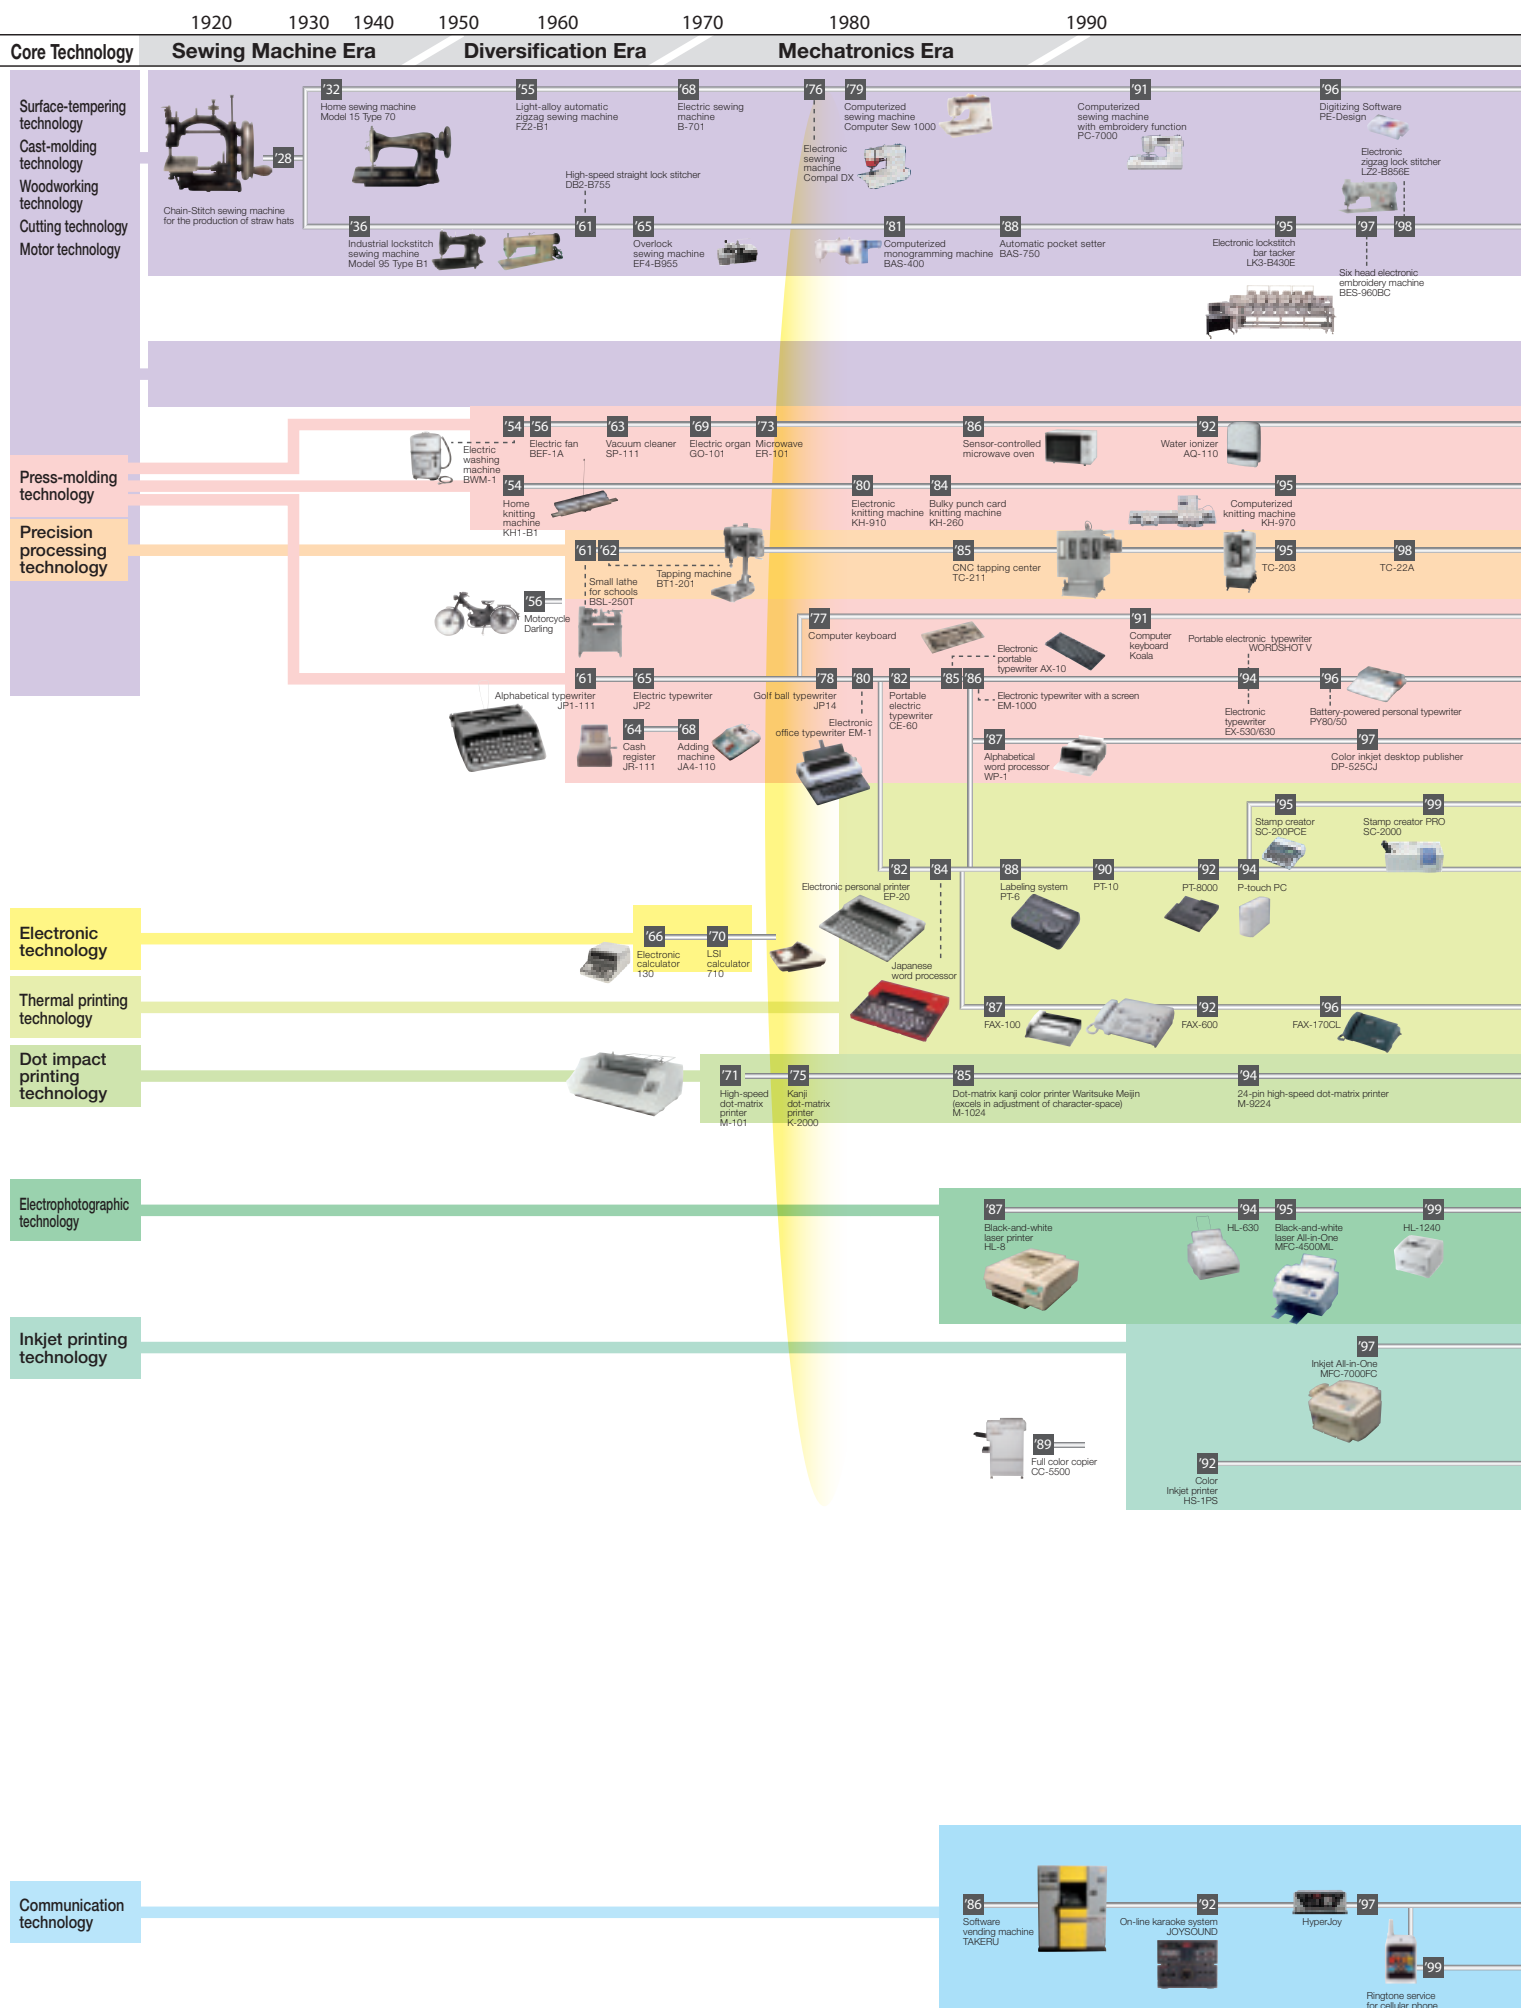 1920 1930 1940 1950 1960 1970 1980 1990
Core Technology
Sewing Machine Era
Diversification Era
Mechatronics Era
Surface-tempering
technology
Cast-molding
technology
Woodworking
technology
Cutting technology
Motor technology
'28
Chain-Stitch sewing machine
for the production of straw hats
'32
Home sewing machine
Model 15 Type 70
'55
Light-alloy automatic
zigzag sewing machine
FZ2-B1
'68
Electric sewing
machine
B-701
'76
Electronic
sewing
machine
Compal DX
'79
Computerized
sewing machine
Computer Sew 1000
'91
Computerized
sewing machine
with embroidery function
PC-7000
'96
Digitizing Software
PE-Design
Electronic
zigzag lock stitcher
LZ2-B856E
High-speed straight lock stitcher
DB2-B755
'36
Industrial lockstitch
sewing machine
Model 95 Type B1
'61
'65
Overlock
sewing machine
EF4-B955
'81
Computerized
monogramming machine
BAS-400
'88
Automatic pocket setter
BAS-750
'95
Electronic lockstitch
bar tacker
LK3-B430E
'97
'98
Six head electronic
embroidery machine
BES-960BC
Press-molding
technology
'54
Electric
washing
machine
BWM-1
'56
Electric fan
BEF-1A
'63
Vacuum cleaner
SP-111
'69
Electric organ
GO-101
'73
Microwave
ER-101
'86
Sensor-controlled
microwave oven
'92
Water ionizer
AQ-110
'54
Home
knitting
machine
KH1-B1
'80
Electronic
knitting machine
KH-910
'84
Bulky punch card
knitting machine
KH-260
'95
Computerized
knitting machine
KH-970
Precision
processing
technology
'61
Small lathe
for schools
BSL-250T
'62
Tapping machine
BT1-201
'85
CNC tapping center
TC-211
'95
TC-203
'98
TC-22A
'56
Motorcycle
Darling
'77
Computer keyboard
'91
Computer
keyboard
Koala
Electronic
portable
typewriter AX-10
Portable electronic typewriter
WORDSHOT V
'61
Alphabetical typewriter
JP1-111
'65
Electric typewriter
JP2
'78
Golf ball typewriter
JP14
'80
Electronic
office typewriter EM-1
'82
Portable
electric
typewriter
CE-60
'85
'86
Electronic typewriter with a screen
EM-1000
'94
Electronic
typewriter
EX-530/630
'96
Battery-powered personal typewriter
PY80/50
'64
Cash
register
JR-111
'68
Adding
machine
JA4-110
'87
Alphabetical
word processor
WP-1
'97
Color inkjet desktop publisher
DP-525CJ
'95
Stamp creator
SC-200PCE
'99
Stamp creator PRO
SC-2000
'82
Electronic personal printer
EP-20
'84
Japanese
word processor
'88
Labeling system
PT-6
'90
PT-10
'92
PT-8000
'94
P-touch PC
Electronic
technology
'66
Electronic
calculator
130
'70
LSI
calculator
710
Thermal printing
technology
'87
FAX-100
'92
FAX-600
'96
FAX-170CL
Dot impact
printing
technology
'71
High-speed
dot-matrix
printer
M-101
'75
Kanji
dot-matrix
printer
K-2000
'85
Dot-matrix kanji color printer Waritsuke Meijin
(excels in adjustment of character-space)
M-1024
'94
24-pin high-speed dot-matrix printer
M-9224
Electrophotographic
technology
'87
Black-and-white
laser printer
HL-8
'94
HL-630
'95
Black-and-white
laser All-in-One
MFC-4500ML
'99
HL-1240
Inkjet printing
technology
'97
Inkjet All-in-One
MFC-7000FC
'89
Full color copier
CC-5500
'92
Color
Inkjet printer
HS-1PS
Communication
technology
'86
Software
vending machine
TAKERU
'92
On-line karaoke system
JOYSOUND
HyperJoy
'97
'99
Ringtone service
for cellular phone